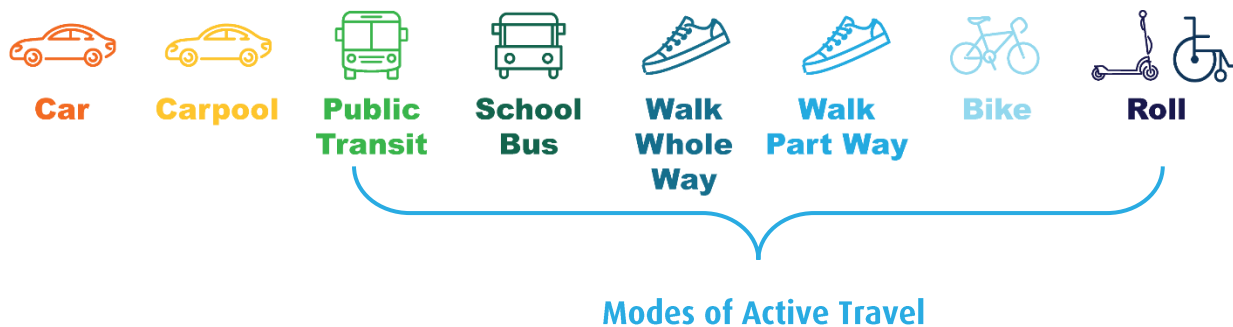 Car
Carpool
Public
Transit
School
Bus
Walk
Whole
Way
Walk
Part Way
Bike
Roll
Modes of Active Travel